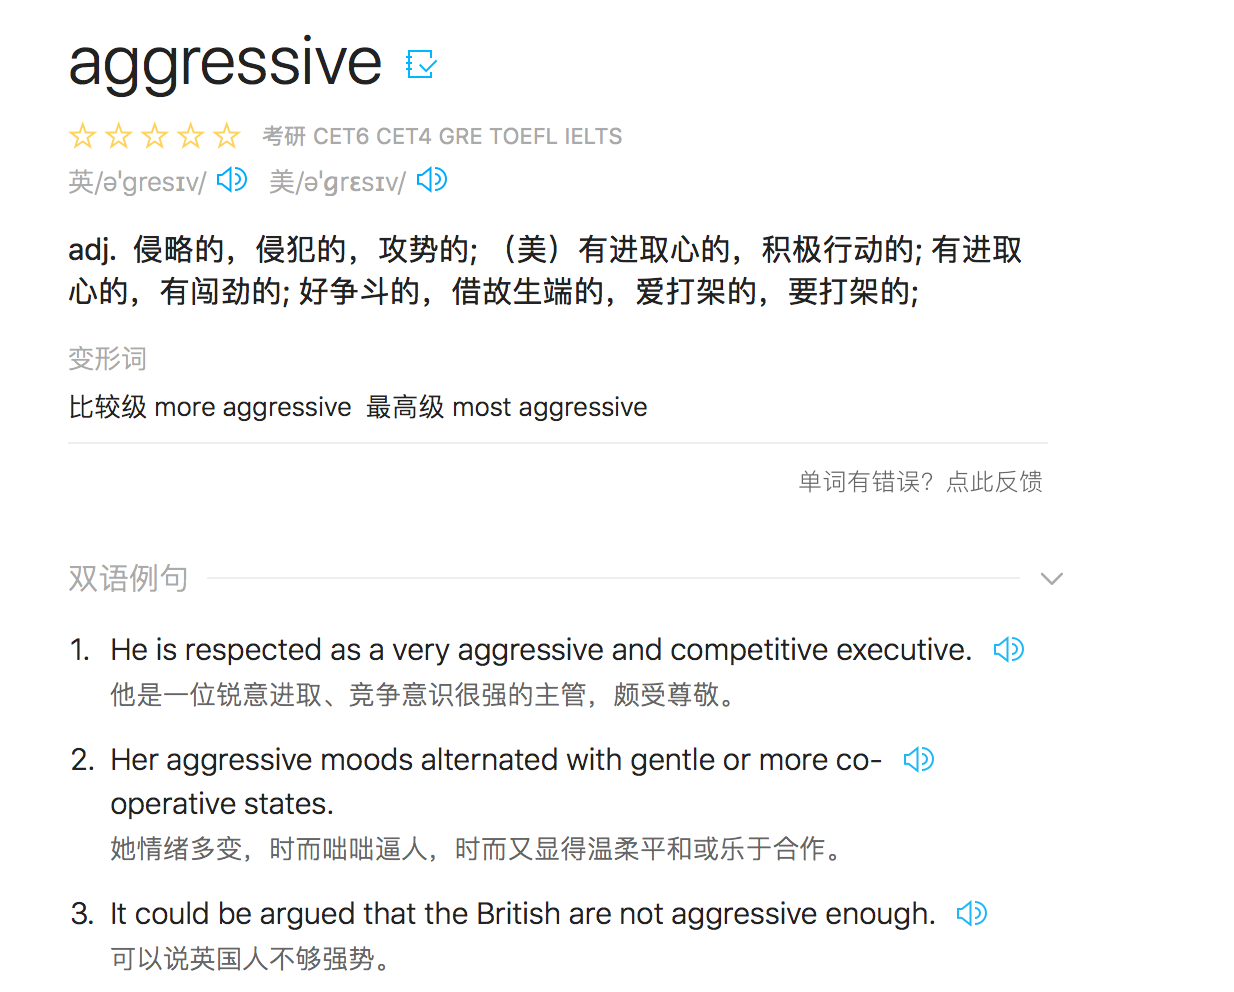 aggressive
考研 CET6 CET4 GRE TOEFL IELTS
英/ə'gresɪv/ 美/ə'ɡrɛsɪv/
adj. 侵略的，侵犯的，攻势的; （美）有进取心的，积极行动的; 有进取
心的，有闯劲的; 好争斗的，借故生端的，爱打架的，要打架的;
变形词
比较级 more aggressive 最高级 most aggressive
单词有错误？点此反馈
双语例句
1. He is respected as a very aggressive and competitive executive.
他是一位锐意进取、竞争意识很强的主管，颇受尊敬。
2. Her aggressive moods alternated with gentle or more co-
operative states.
她情绪多变，时而咄咄逼人，时而又显得温柔平和或乐于合作。
3. It could be argued that the British are not aggressive enough.
可以说英国人不够强势。